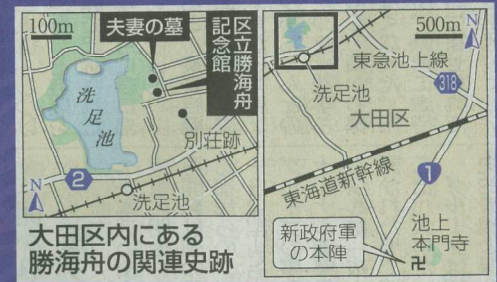 100m
夫妻の墓
区立勝海舟
記念館
洗足池
別荘跡
2
N
洗足池
大田区内にある
勝海舟の関連史跡
500m
N
東急池上線
318
洗足池
大田区
東海道新幹線
1
新政府軍
の本陣
池上
本門寺
卍